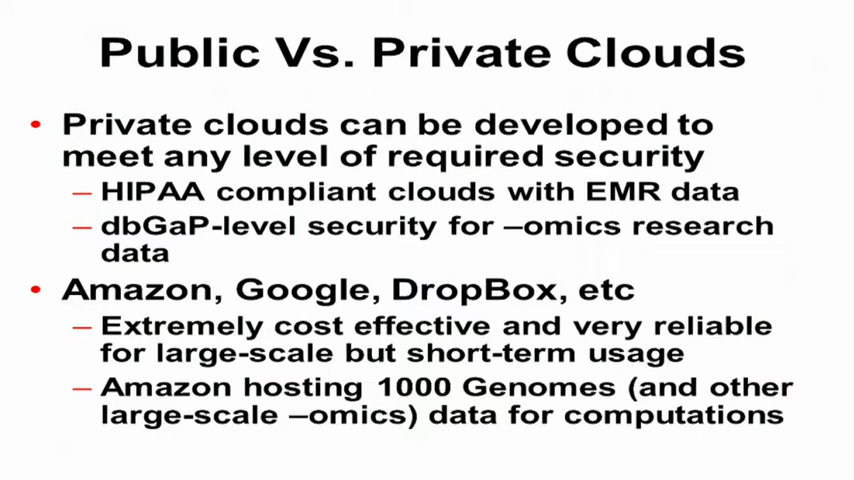 Public Vs. Private Clouds
• Private clouds can be developed to
meet any level of required security
– HIPAA compliant clouds with EMR data
– dbGaP-level security for –omics research
data
• Amazon, Google, DropBox, etc
– Extremely cost effective and very reliable
for large-scale but short-term usage
– Amazon hosting 1000 Genomes (and other
large-scale –omics) data for computations